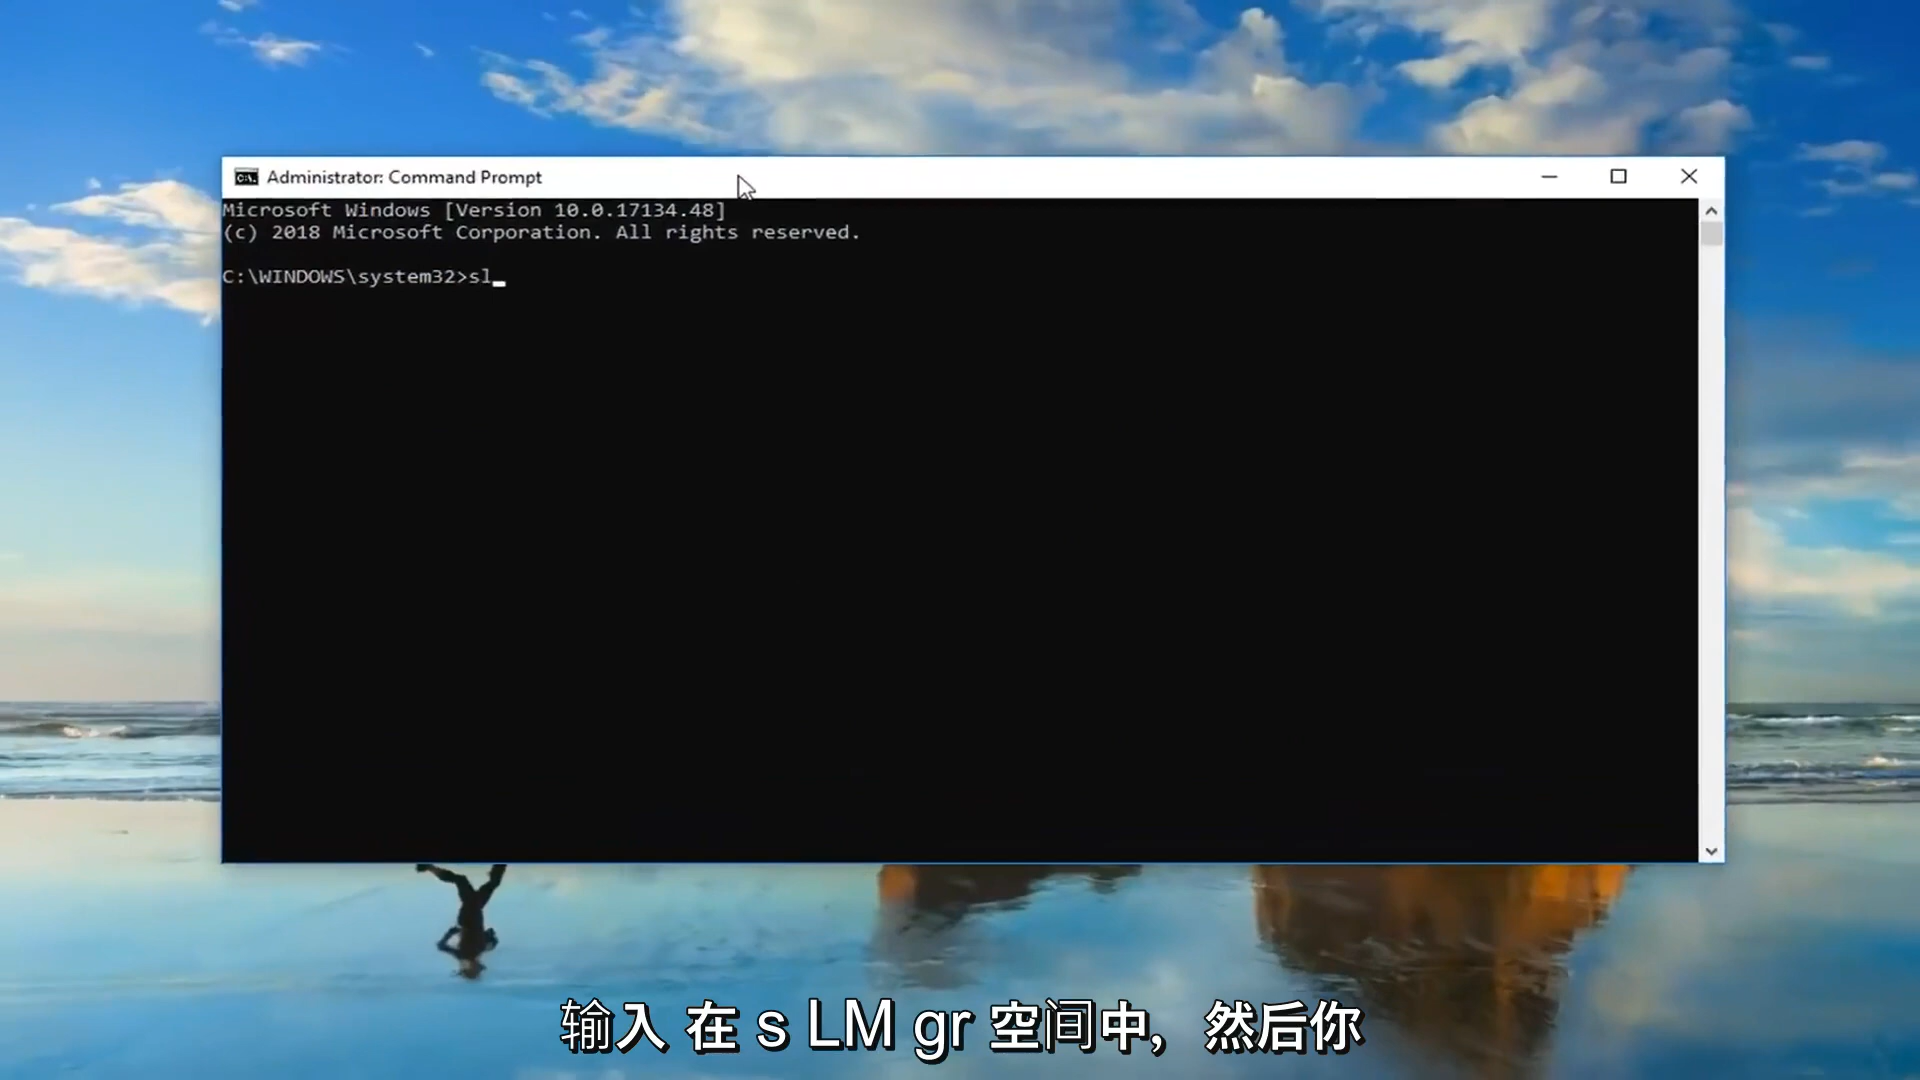 Administrator: Command Prompt
Microsoft Windows [Version 10.0.17134.48]
(c) 2018 Microsoft Corporation. All rights reserved.
C:\WINDOWS\system32>sl
输入 在 s LM gr 空间中，然后你